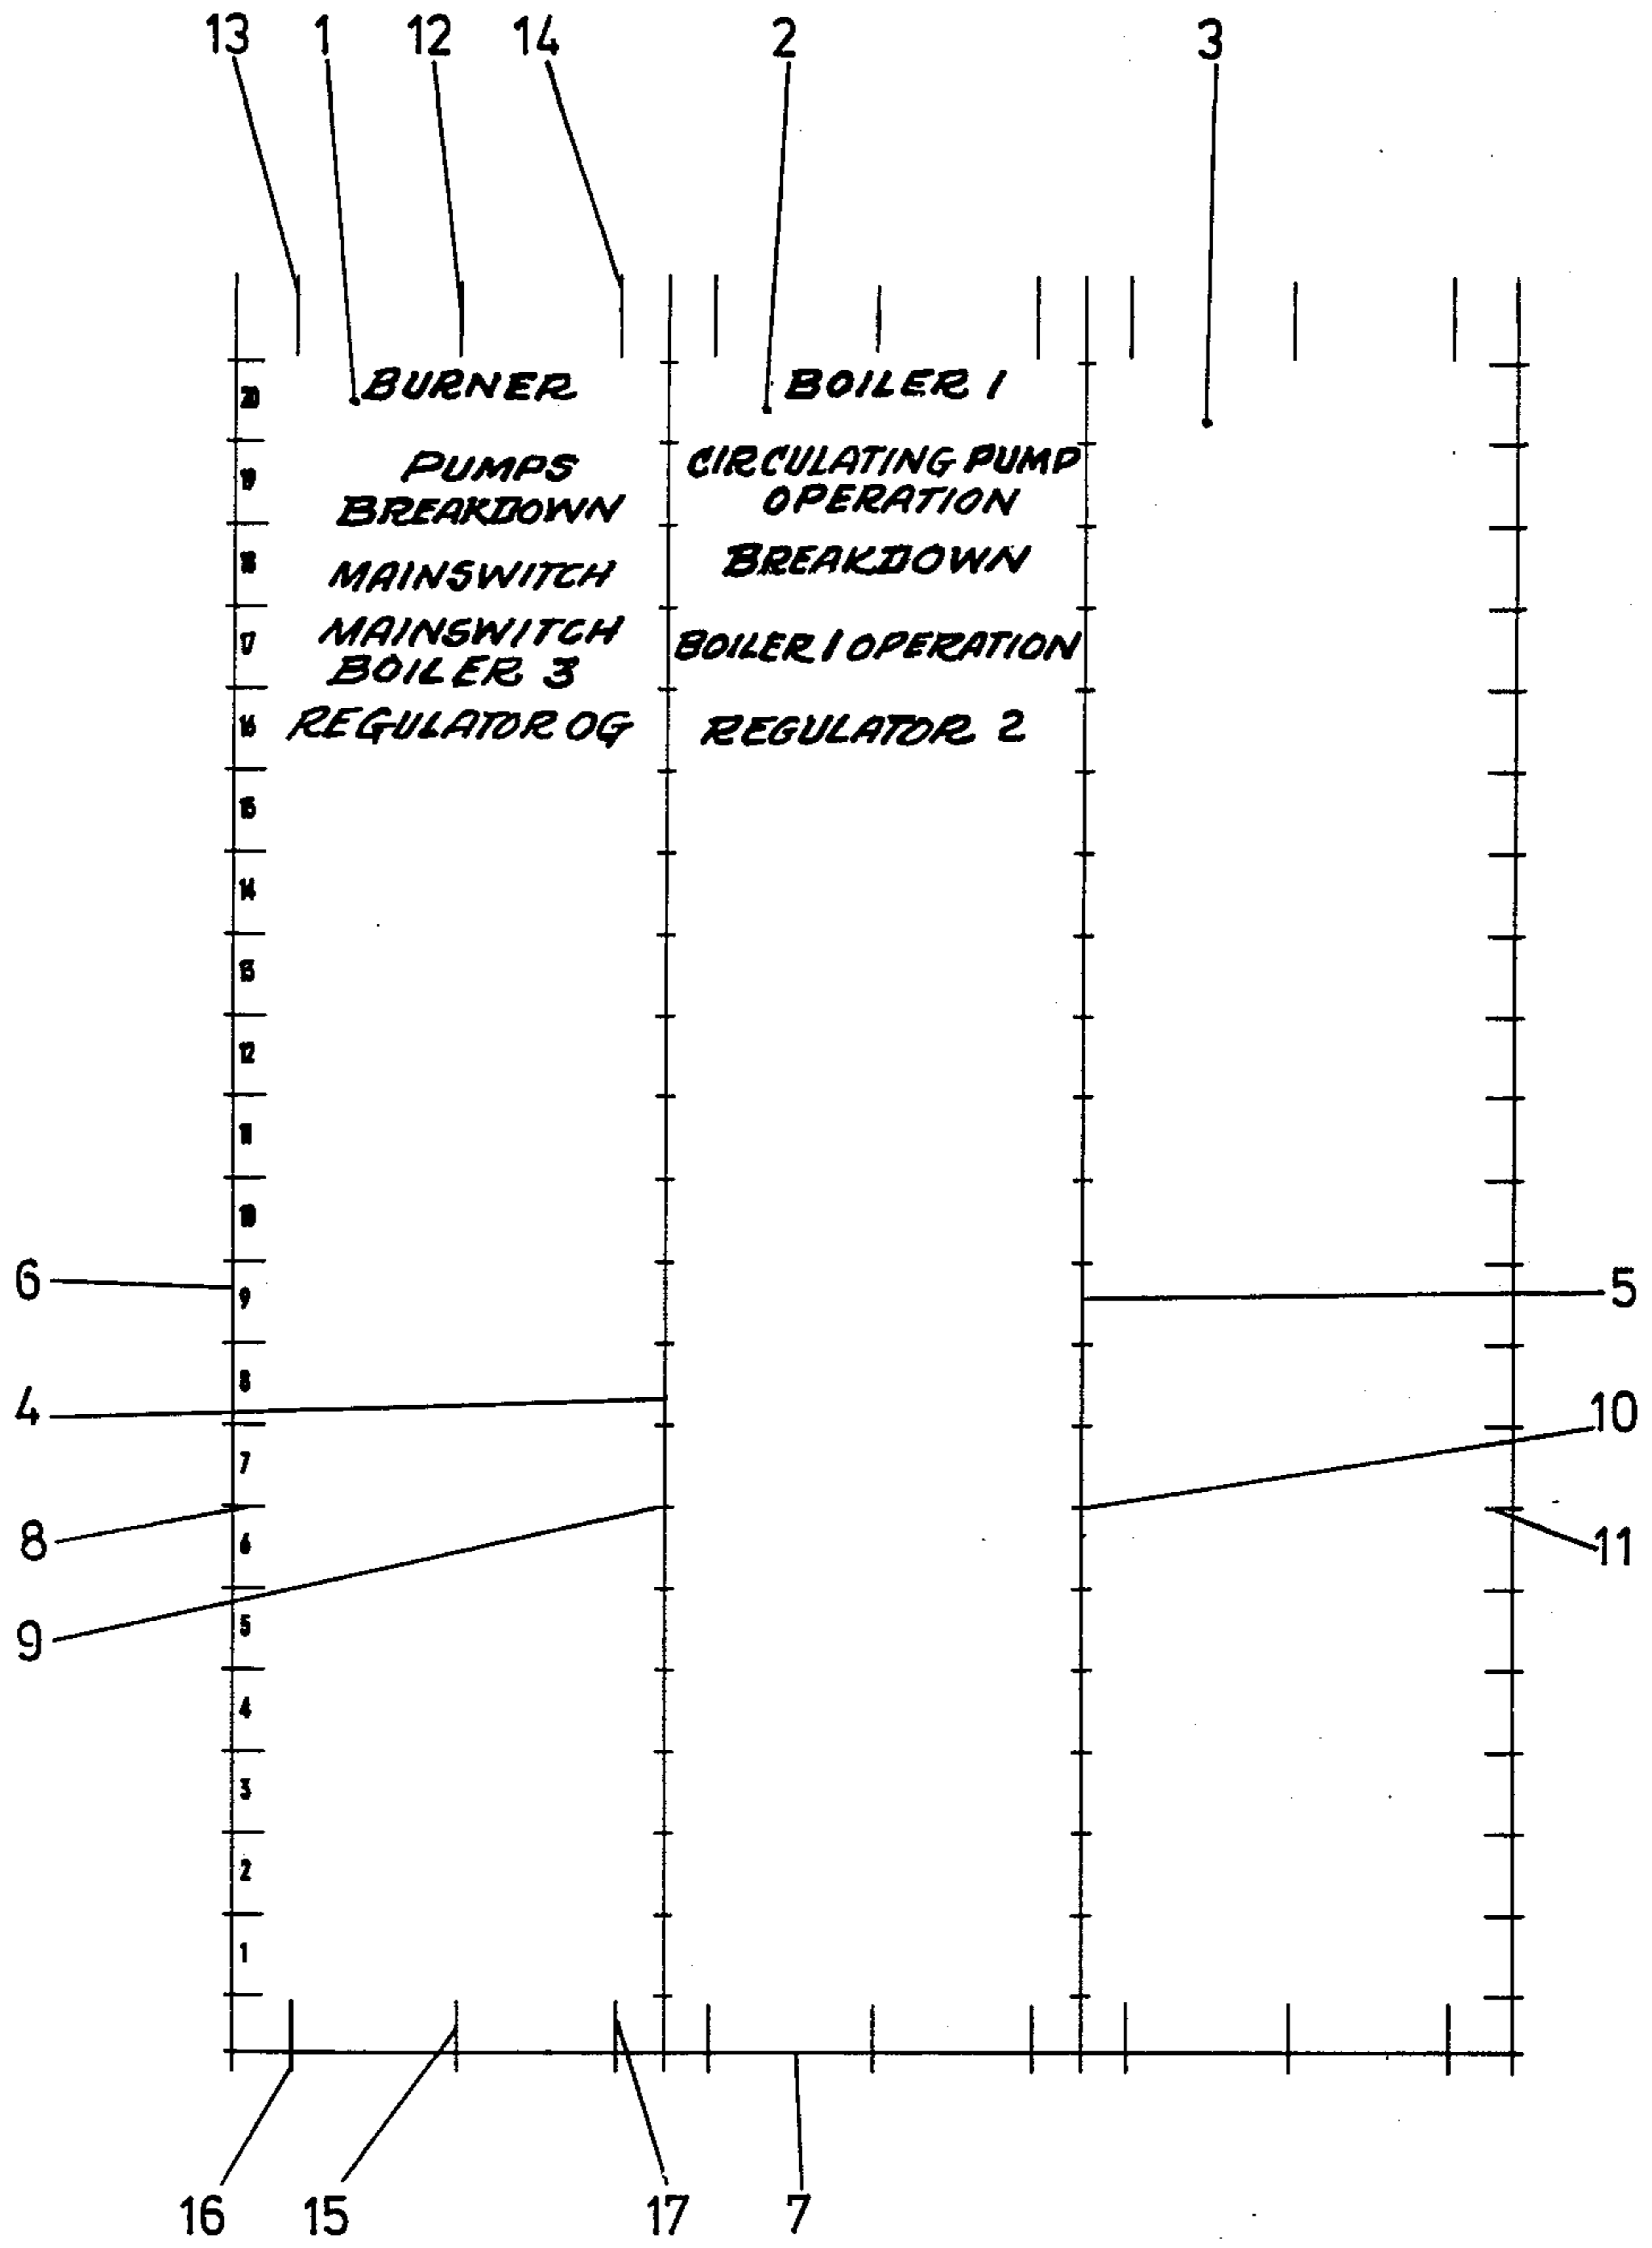 13 1 12 14 2 3
20 BURNER BOILER 1
19 PUMPS BREAKDOWN CIRCULATING PUMP OPERATION
18 MAINSWITCH BREAKDOWN
17 MAINSWITCH BOILER 3 BOILER 1 OPERATION
16 REGULATOR OG REGULATOR 2
15
14
13
12
11
10
6 9 5
8
4 10
7
8 6 11
9 5
4
3
2
1
16 15 17 7